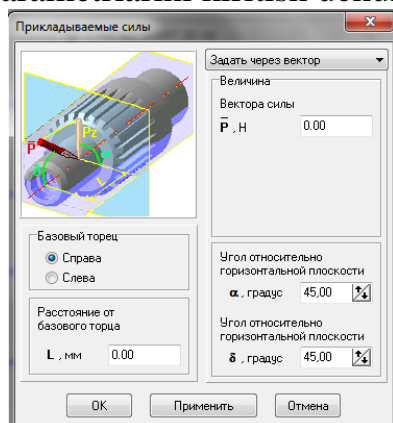 Прикладываемые силы
Задать через вектор
Величина
Вектора силы
P̅ , Н 0.00
P
Pz
Базовый торец
Справа
Слева
Расстояние от
базового торца
L , мм 0.00
Угол относительно
горизонтальной плоскости
α , градус 45,00
Угол относительно
горизонтальной плоскости
δ , градус 45,00
OK Применить Отмена